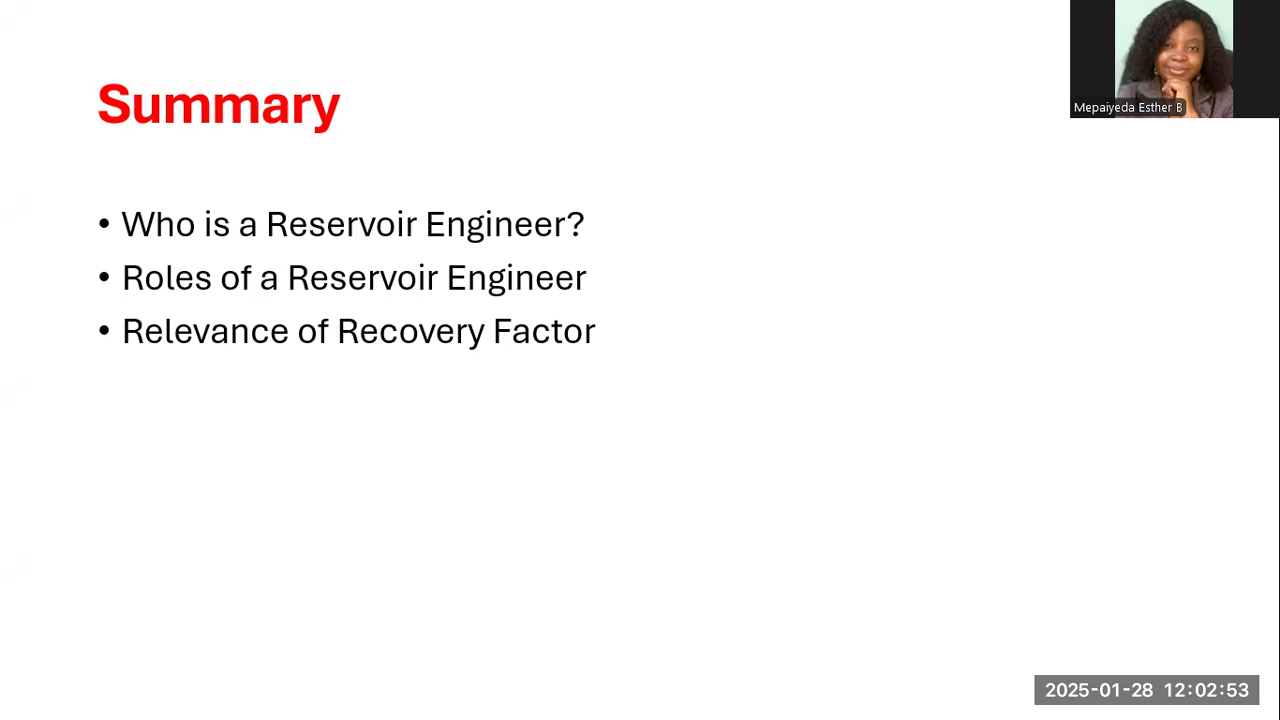 Summary
• Who is a Reservoir Engineer?
• Roles of a Reservoir Engineer
• Relevance of Recovery Factor
Mepaiyeda Esther B
2025-01-28 12:02:53